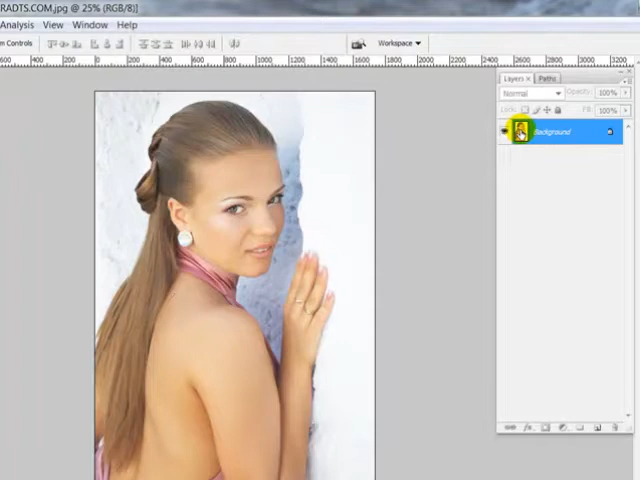 RADTS.COM.jpg @ 25% (RGB/8)]
Analysis View Window Help
m Controls Workspace
600 400 200 0 200 400 600 800 1000 1200 1400 1600 1800 2000 2200 2400 2600 2800 3000 3200
Layers × Paths
Normal Opacity: 100%
Lock: Fill: 100%
Background
fx